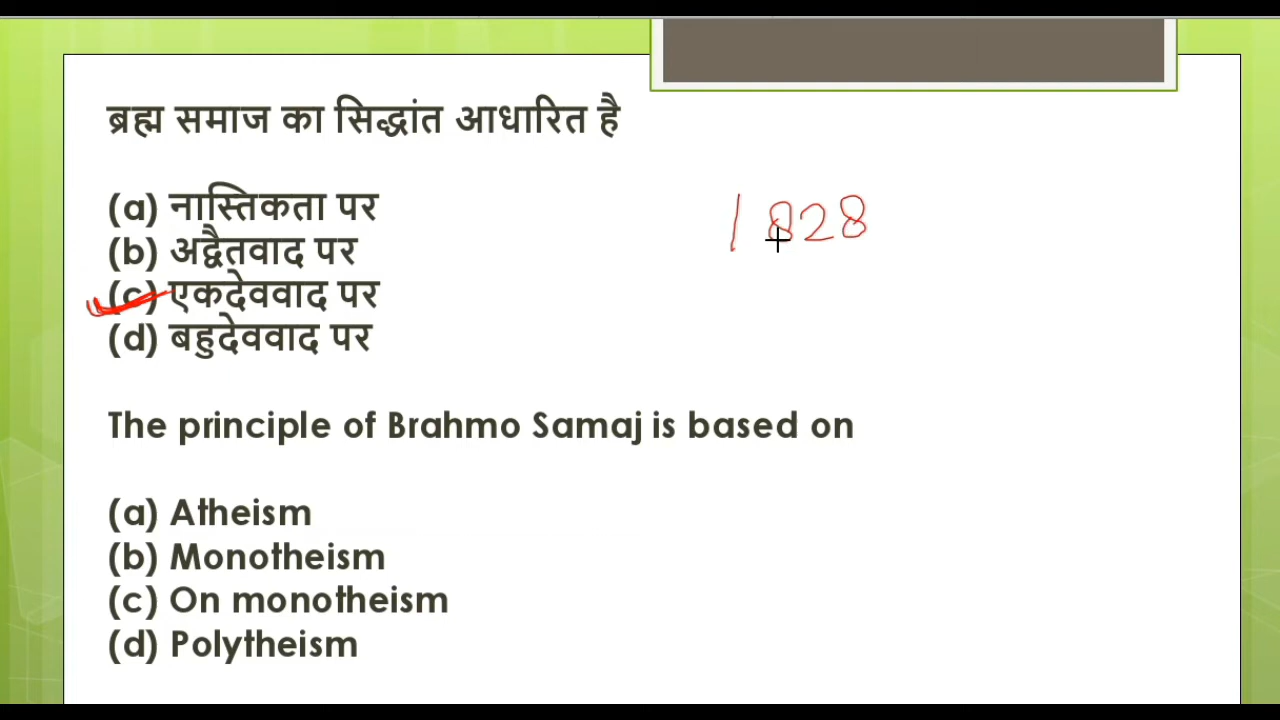 ब्रह्म समाज का सिद्धांत आधारित है
(a) नास्तिकता पर
1828
(b) अद्वैतवाद पर
(c) एकदेववाद पर
(d) बहुदेववाद पर
The principle of Brahmo Samaj is based on
(a) Atheism
(b) Monotheism
(c) On monotheism
(d) Polytheism